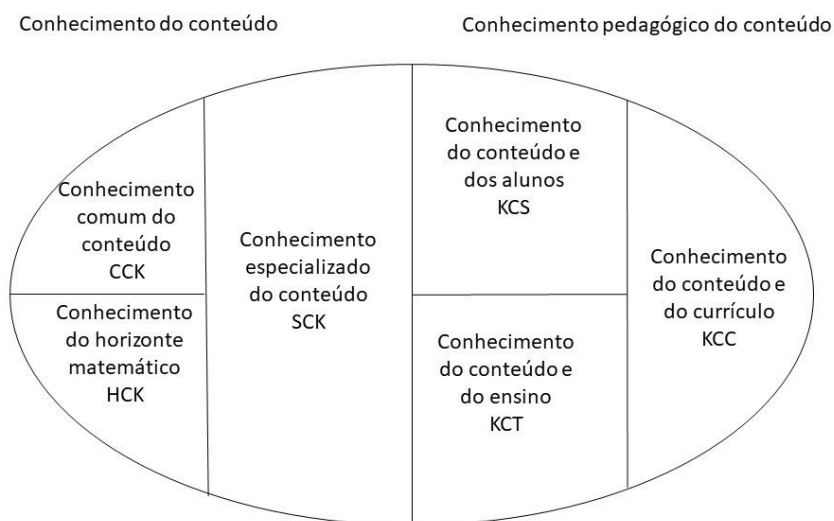 Conhecimento do conteúdo
Conhecimento pedagógico do conteúdo
Conhecimento
comum do
conteúdo
CCK
Conhecimento
do horizonte
matemático
HCK
Conhecimento
especializado
do conteúdo
SCK
Conhecimento
do conteúdo e
dos alunos
KCS
Conhecimento
do conteúdo e
do ensino
KCT
Conhecimento
do conteúdo e
do currículo
KCC